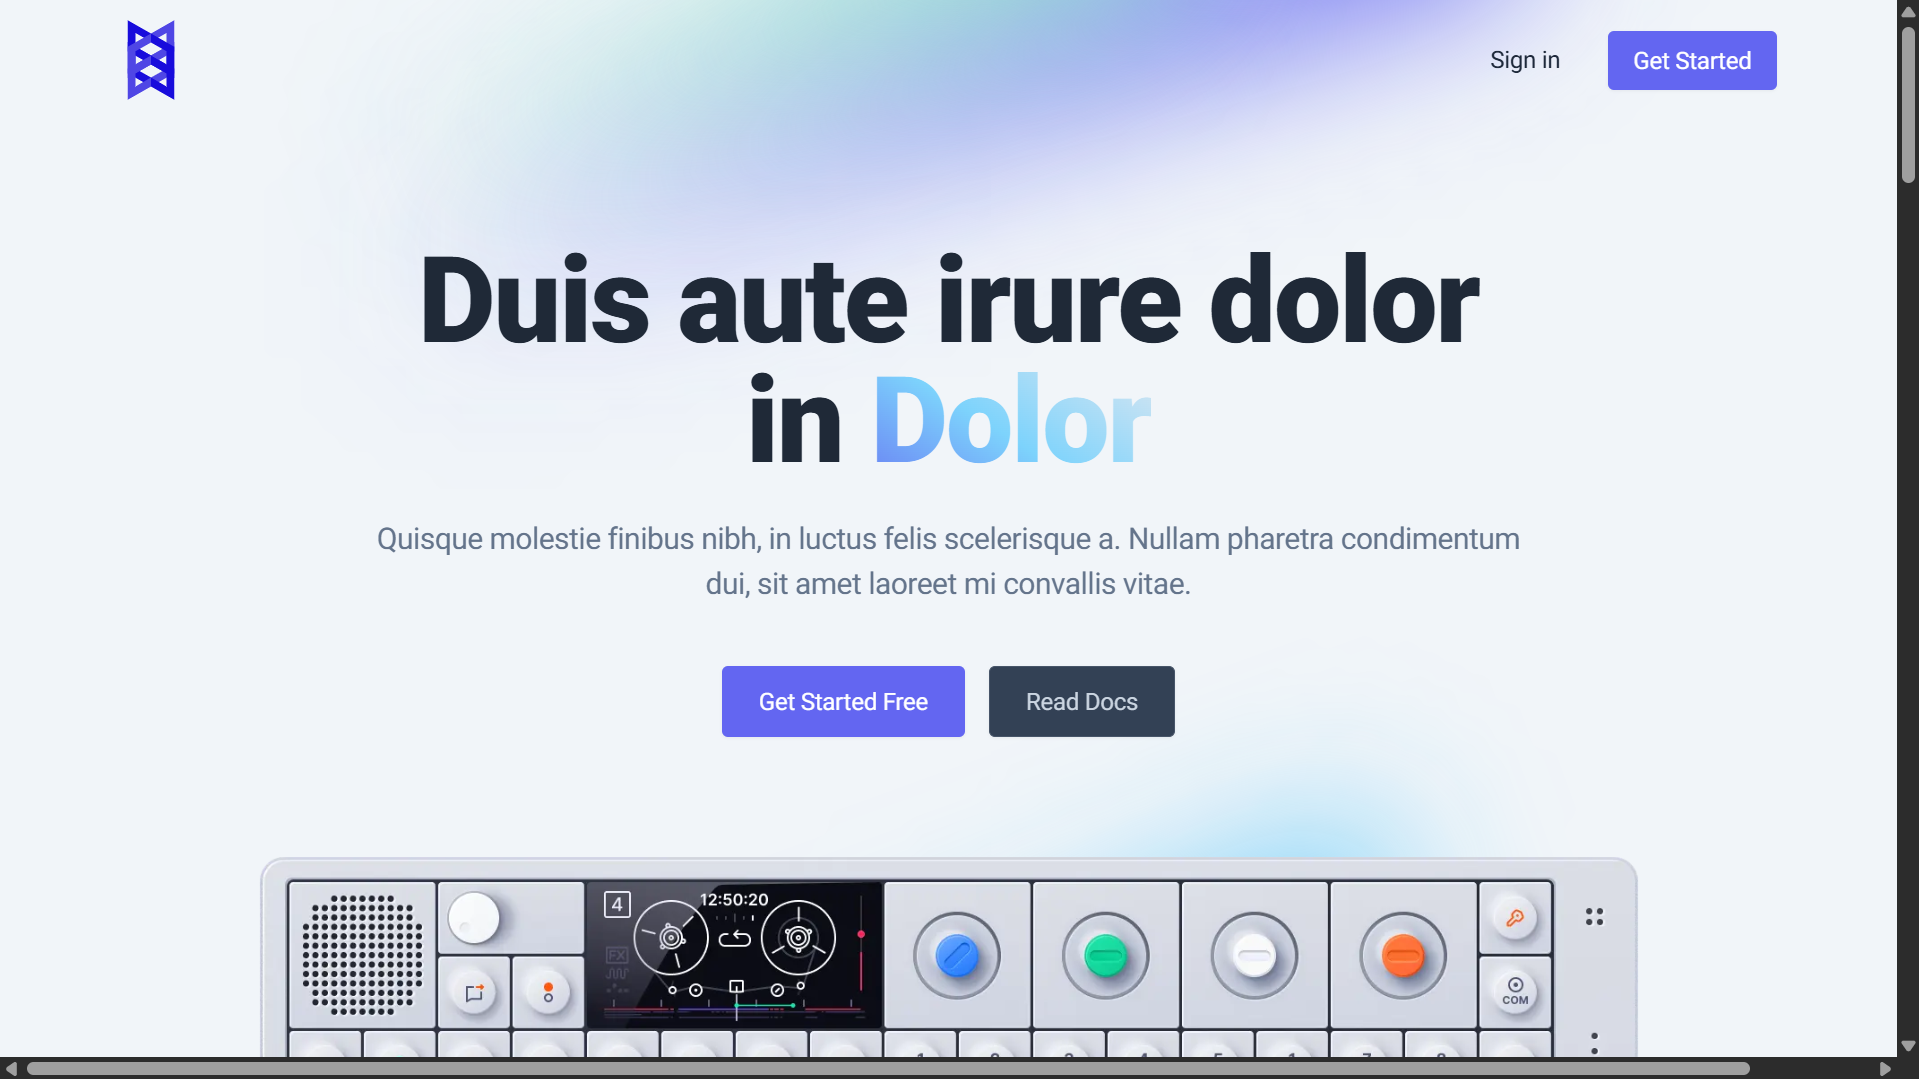 Sign in
Get Started
Duis aute irure dolor
in Dolor
Quisque molestie finibus nibh, in luctus felis scelerisque a. Nullam pharetra condimentum
dui, sit amet laoreet mi convallis vitae.
Get Started Free
Read Docs
4
12:50:20
FX
COM